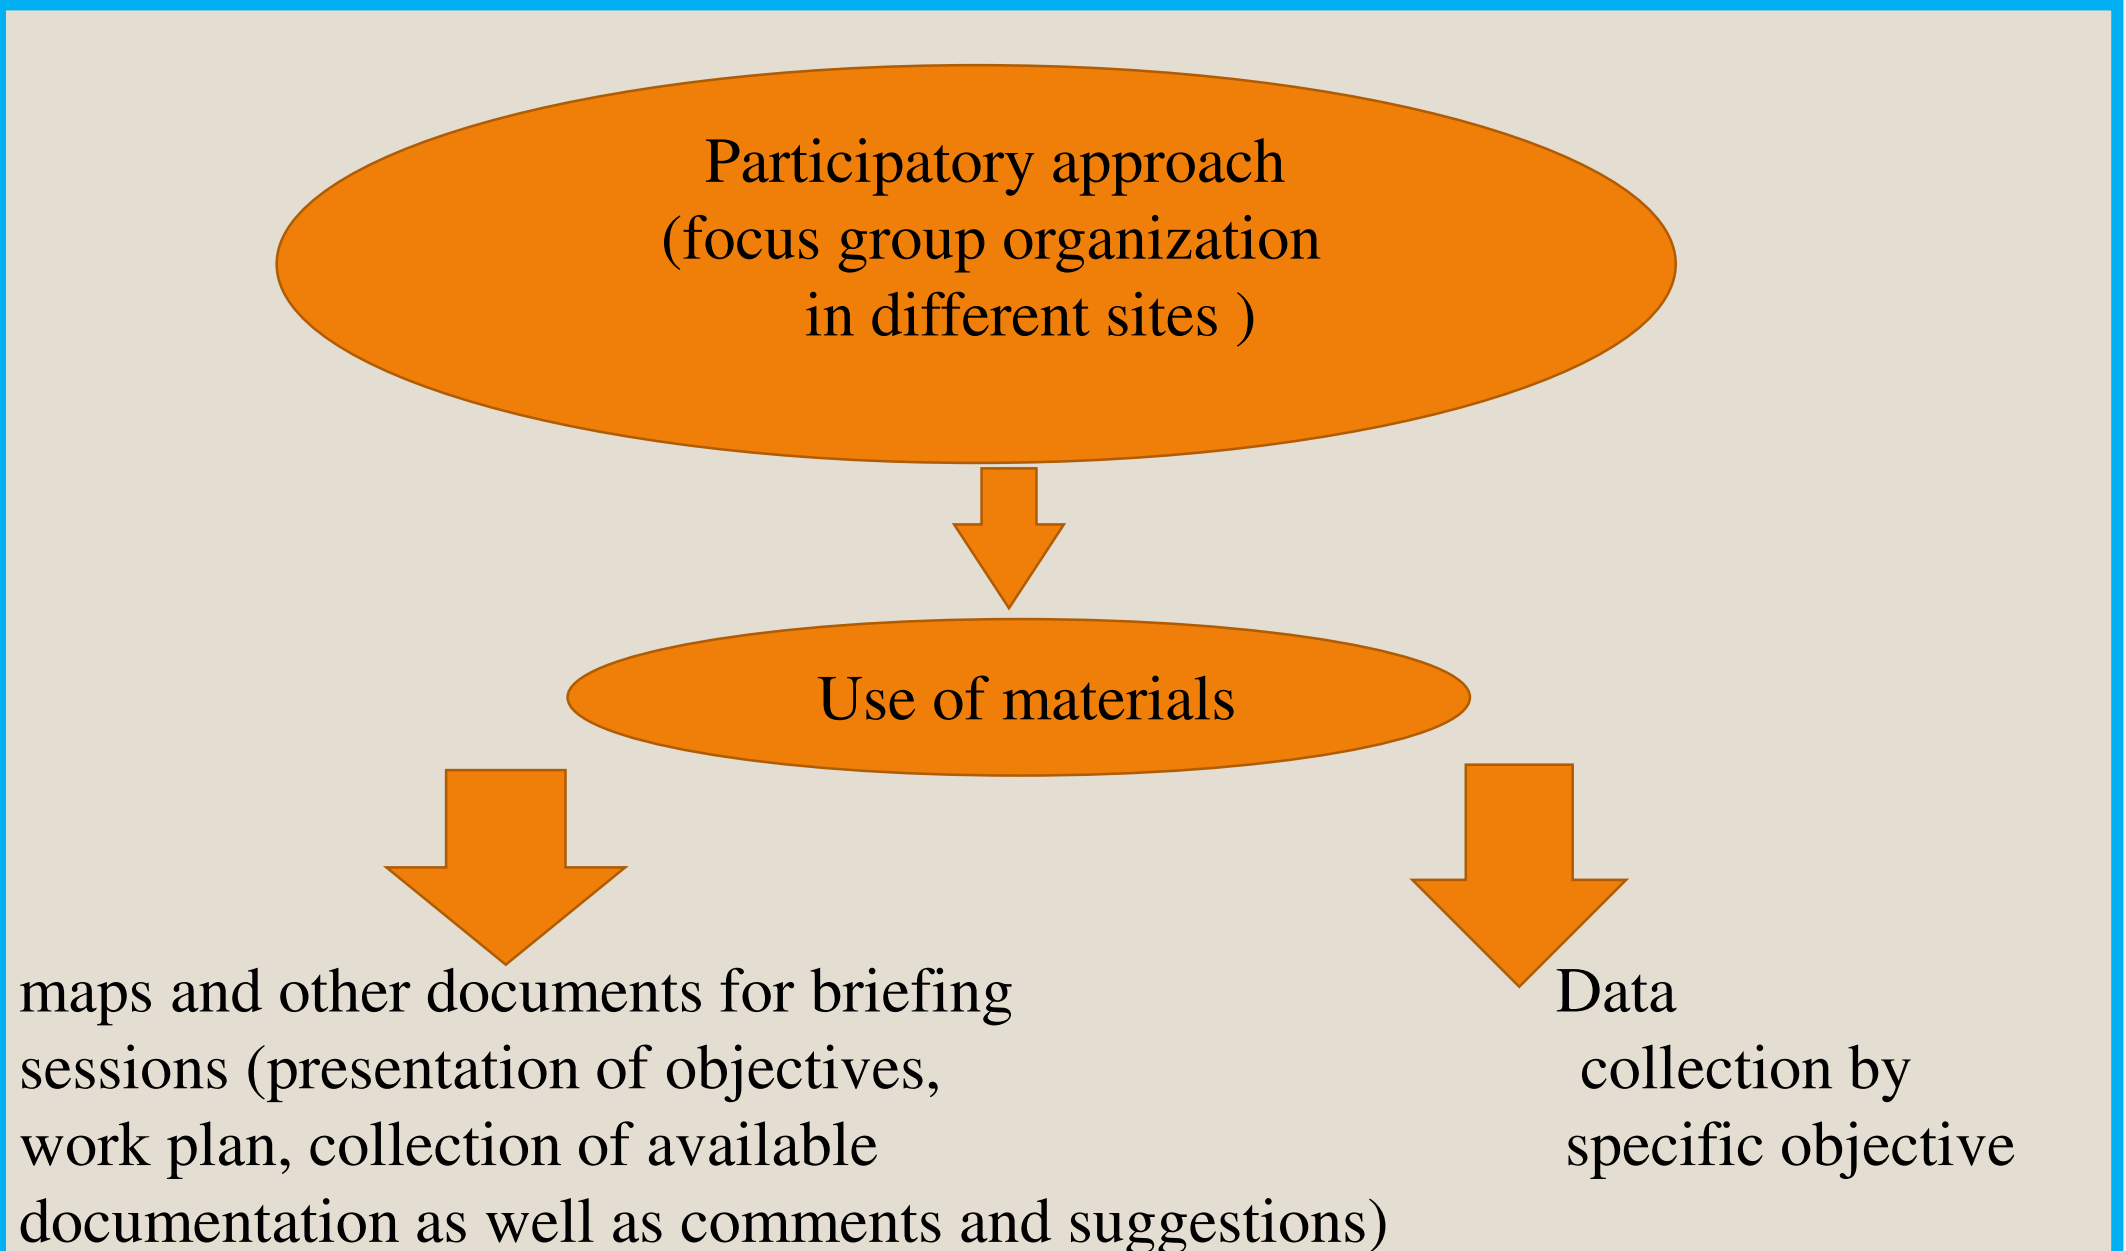 Participatory approach
(focus group organization
in different sites )
Use of materials
maps and other documents for briefing
sessions (presentation of objectives,
work plan, collection of available
documentation as well as comments and suggestions)
Data
collection by
specific objective